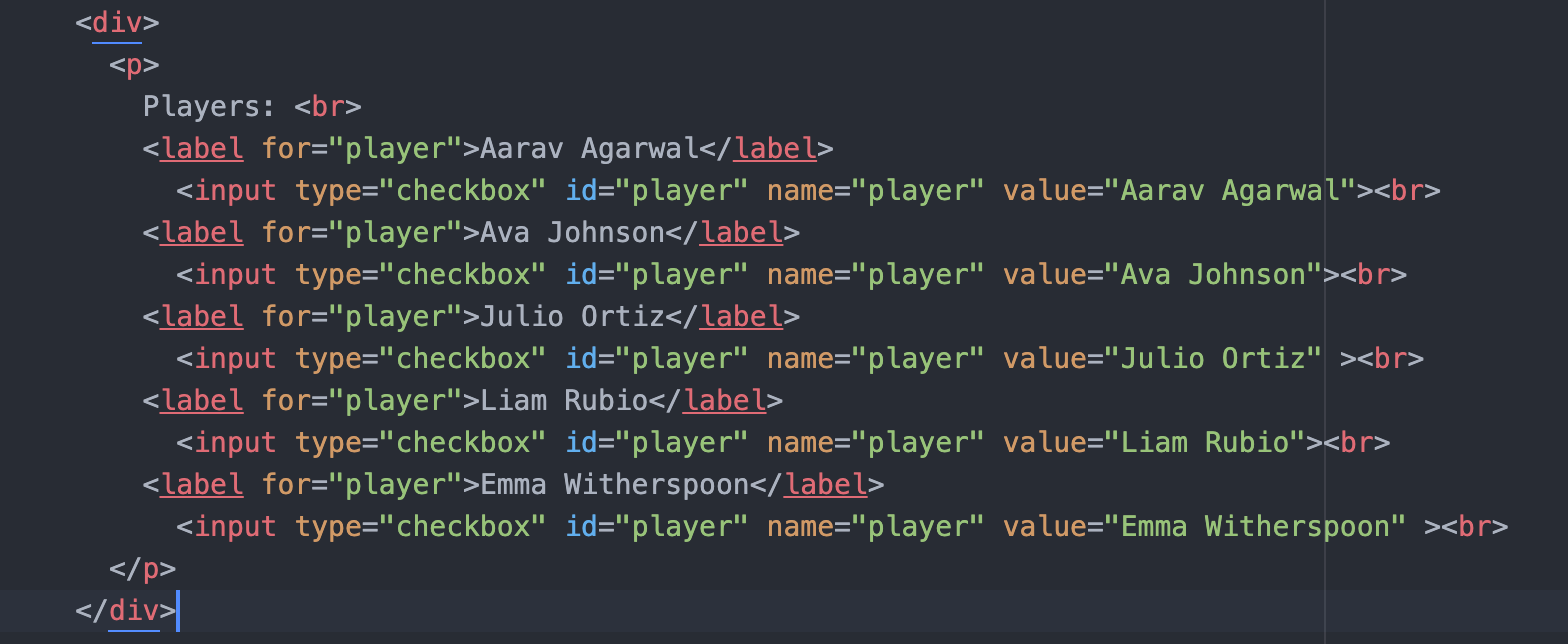 <div>
<p>
Players: <br>
<label for="player">Aarav Agarwal</label>
<input type="checkbox" id="player" name="player" value="Aarav Agarwal"><br>
<label for="player">Ava Johnson</label>
<input type="checkbox" id="player" name="player" value="Ava Johnson"><br>
<label for="player">Julio Ortiz</label>
<input type="checkbox" id="player" name="player" value="Julio Ortiz" ><br>
<label for="player">Liam Rubio</label>
<input type="checkbox" id="player" name="player" value="Liam Rubio"><br>
<label for="player">Emma Witherspoon</label>
<input type="checkbox" id="player" name="player" value="Emma Witherspoon" ><br>
</p>
</div>